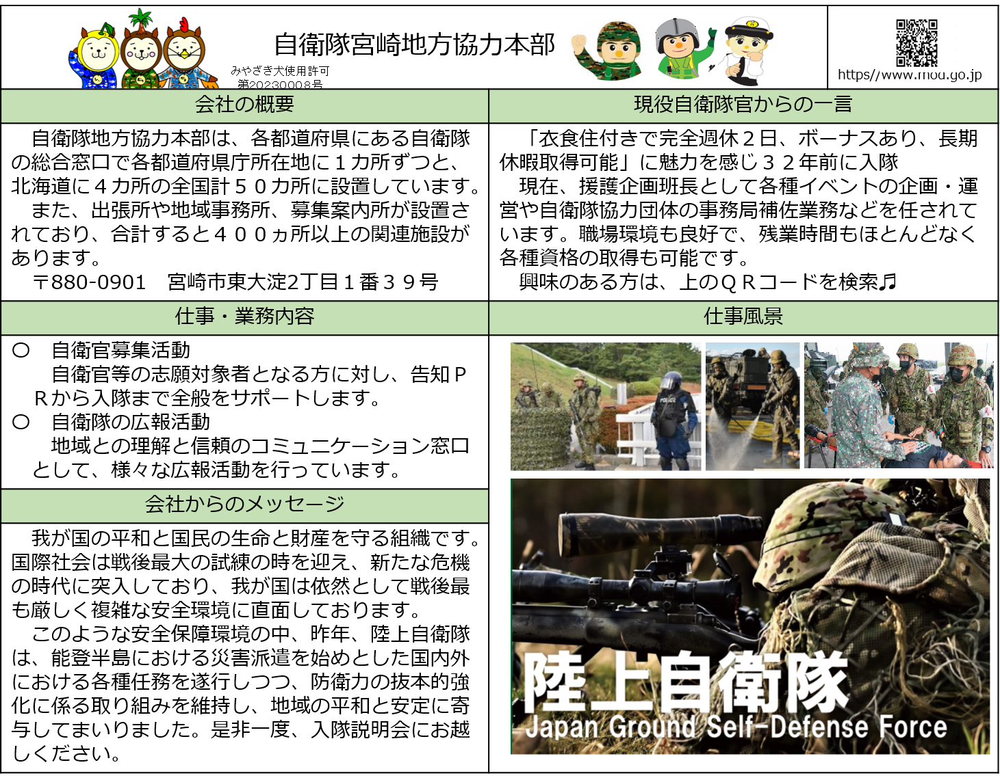 自衛隊宮崎地方協力本部
みやざき犬使用許可
第20230008号
https//www.mod.go.jp
会社の概要
自衛隊地方協力本部は、各都道府県にある自衛隊
の総合窓口で各都道府県庁所在地に１カ所ずつと、
北海道に４カ所の全国計５０カ所に設置しています。
また、出張所や地域事務所、募集案内所が設置さ
れており、合計すると４００ヵ所以上の関連施設が
あります。
〒880-0901　宮崎市東大淀2丁目１番３９号
現役自衛隊官からの一言
「衣食住付きで完全週休２日、ボーナスあり、長期
休暇取得可能」に魅力を感じ３２年前に入隊
現在、援護企画班長として各種イベントの企画・運
営や自衛隊協力団体の事務局補佐業務などを任されて
います。職場環境も良好で、残業時間もほとんどなく
各種資格の取得も可能です。
興味のある方は、上のＱＲコードを検索♫
仕事・業務内容
〇　自衛官募集活動
自衛官等の志願対象者となる方に対し、告知Ｐ
Ｒから入隊まで全般をサポートします。
〇　自衛隊の広報活動
地域との理解と信頼のコミュニケーション窓口
として、様々な広報活動を行っています。
会社からのメッセージ
我が国の平和と国民の生命と財産を守る組織です。
国際社会は戦後最大の試練の時を迎え、新たな危機
の時代に突入しており、我が国は依然として戦後最
も厳しく複雑な安全環境に直面しております。
このような安全保障環境の中、昨年、陸上自衛隊
は、能登半島における災害派遣を始めとした国内外
における各種任務を遂行しつつ、防衛力の抜本的強
化に係る取り組みを維持し、地域の平和と安定に寄
与してまいりました。是非一度、入隊説明会にお越
しください。
仕事風景
POLICE
陸上自衛隊
Japan Ground Self-Defense Force